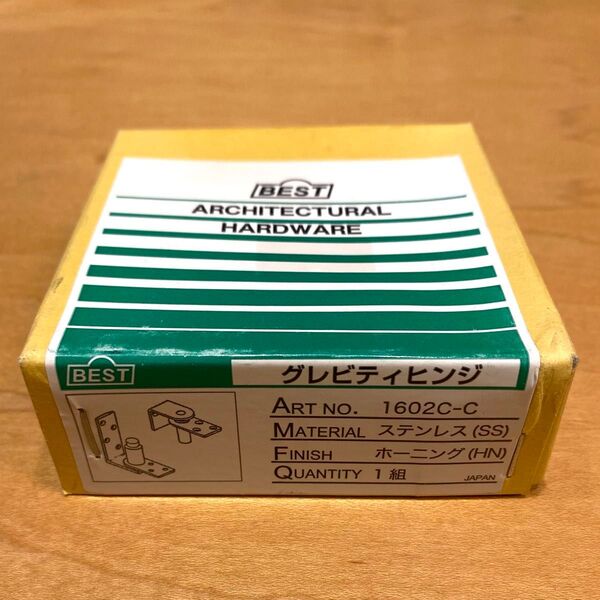 BEST
ARCHITECTURAL
HARDWARE
BEST
グレビティヒンジ
ART NO. 1602C-C
MATERIAL ステンレス(SS)
FINISH ホーニング(HN)
QUANTITY 1組
JAPAN